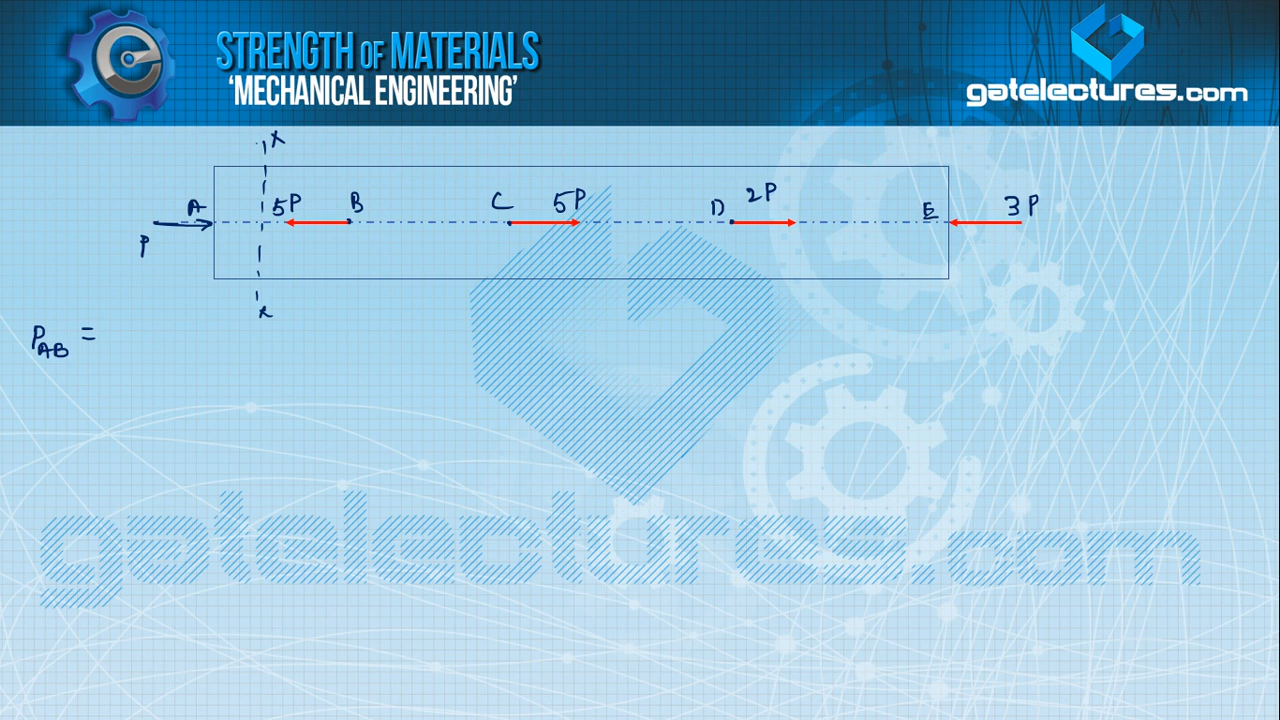 STRENGTH OF MATERIALS
'MECHANICAL ENGINEERING'
gatelectures.com
X
A 5P B C 5P D 2P E 3P
P
x
P_AB =
gatelectures.com